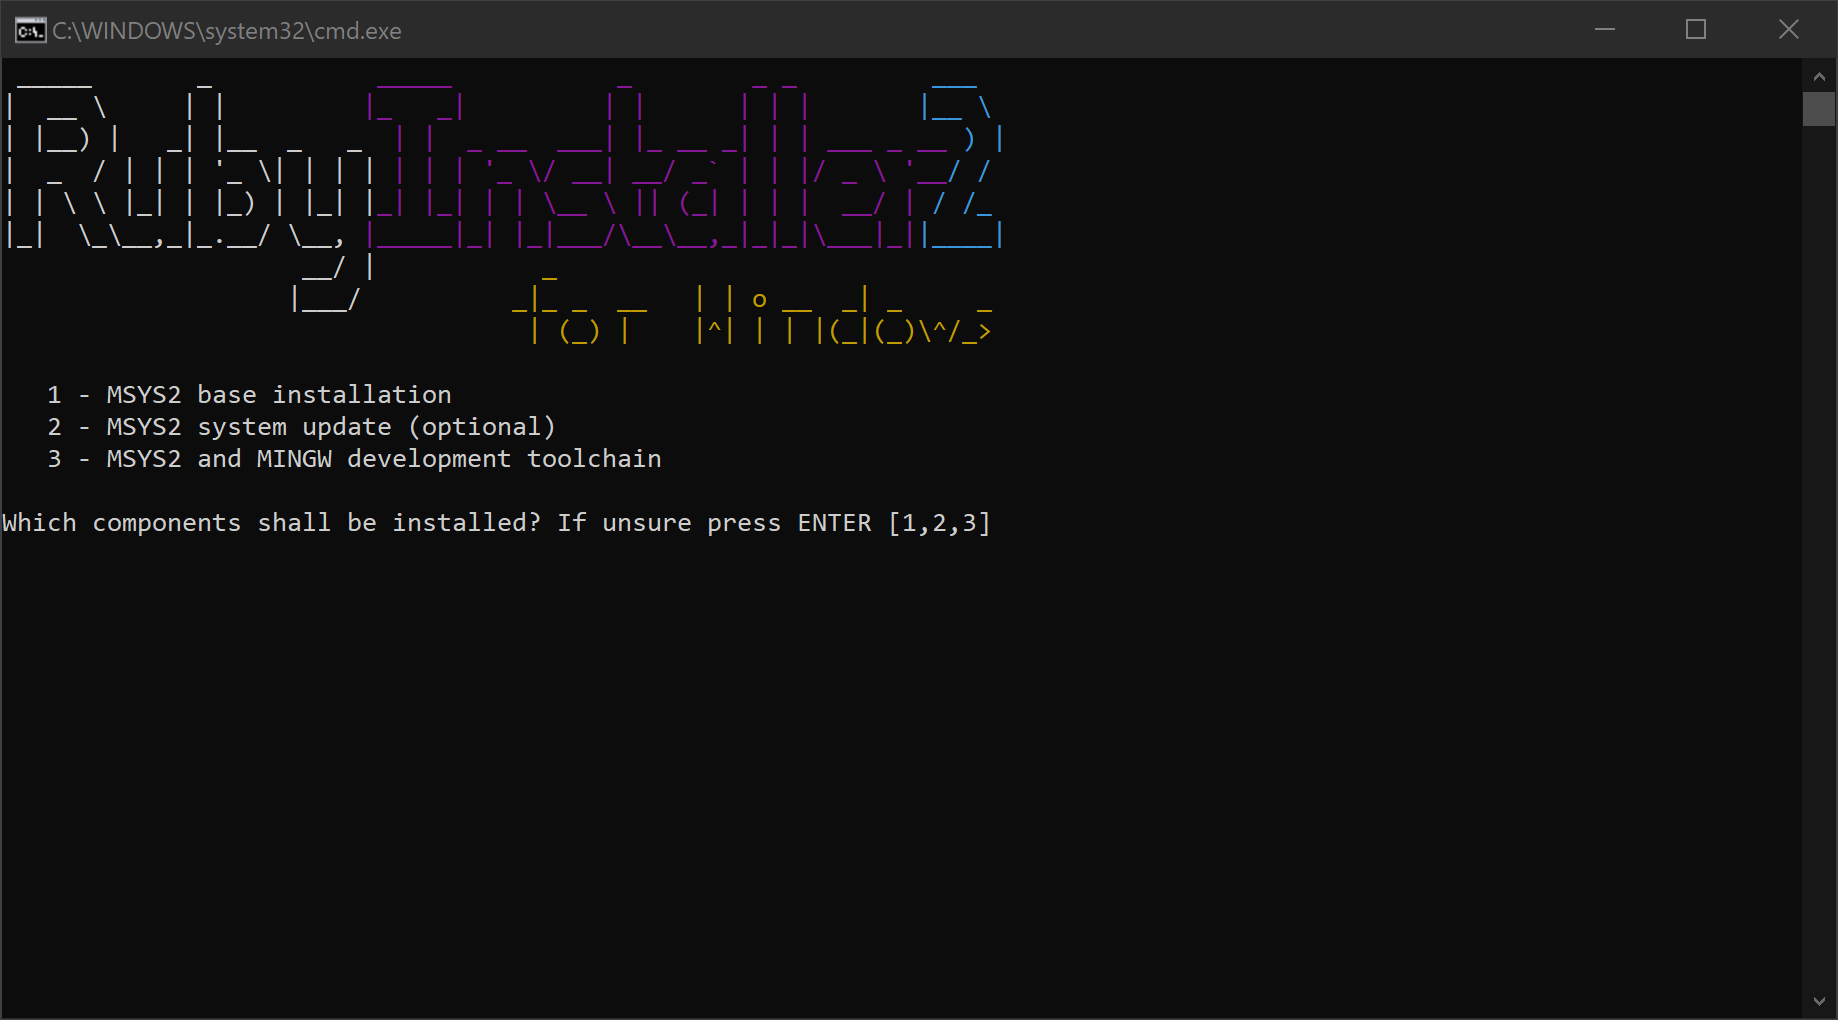 C:\WINDOWS\system32\cmd.exe
RubyInstaller2
for Windows
1 - MSYS2 base installation
2 - MSYS2 system update (optional)
3 - MSYS2 and MINGW development toolchain
Which components shall be installed? If unsure press ENTER [1,2,3]